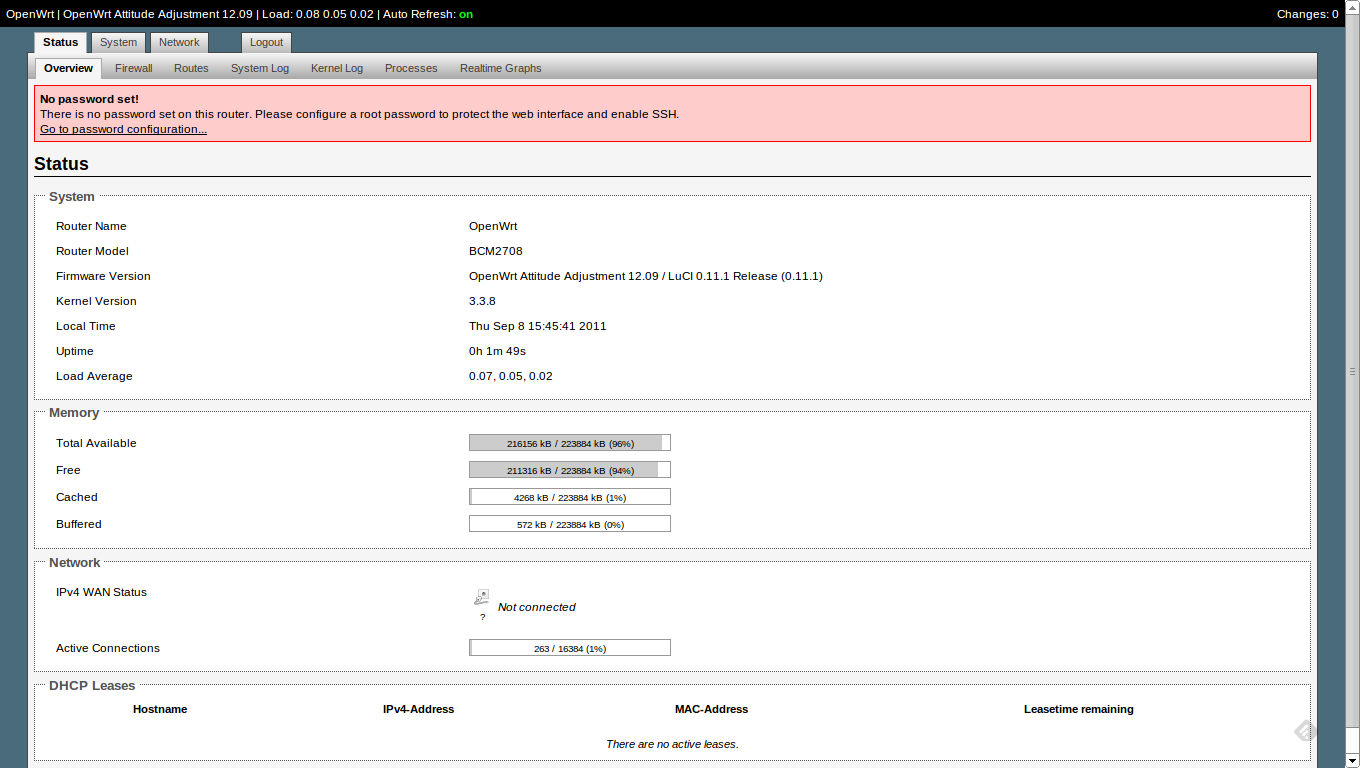 OpenWrt | OpenWrt Attitude Adjustment 12.09 | Load: 0.08 0.05 0.02 | Auto Refresh: on Changes: 0
Status System Network Logout
Overview Firewall Routes System Log Kernel Log Processes Realtime Graphs
No password set!
There is no password set on this router. Please configure a root password to protect the web interface and enable SSH.
Go to password configuration...
Status
System
Router Name OpenWrt
Router Model BCM2708
Firmware Version OpenWrt Attitude Adjustment 12.09 / LuCI 0.11.1 Release (0.11.1)
Kernel Version 3.3.8
Local Time Thu Sep 8 15:45:41 2011
Uptime 0h 1m 49s
Load Average 0.07, 0.05, 0.02
Memory
Total Available 216156 kB / 223884 kB (96%)
Free 211316 kB / 223884 kB (94%)
Cached 4268 kB / 223884 kB (1%)
Buffered 572 kB / 223884 kB (0%)
Network
IPv4 WAN Status
Not connected
?
Active Connections 263 / 16384 (1%)
DHCP Leases
Hostname IPv4-Address MAC-Address Leasetime remaining
There are no active leases.